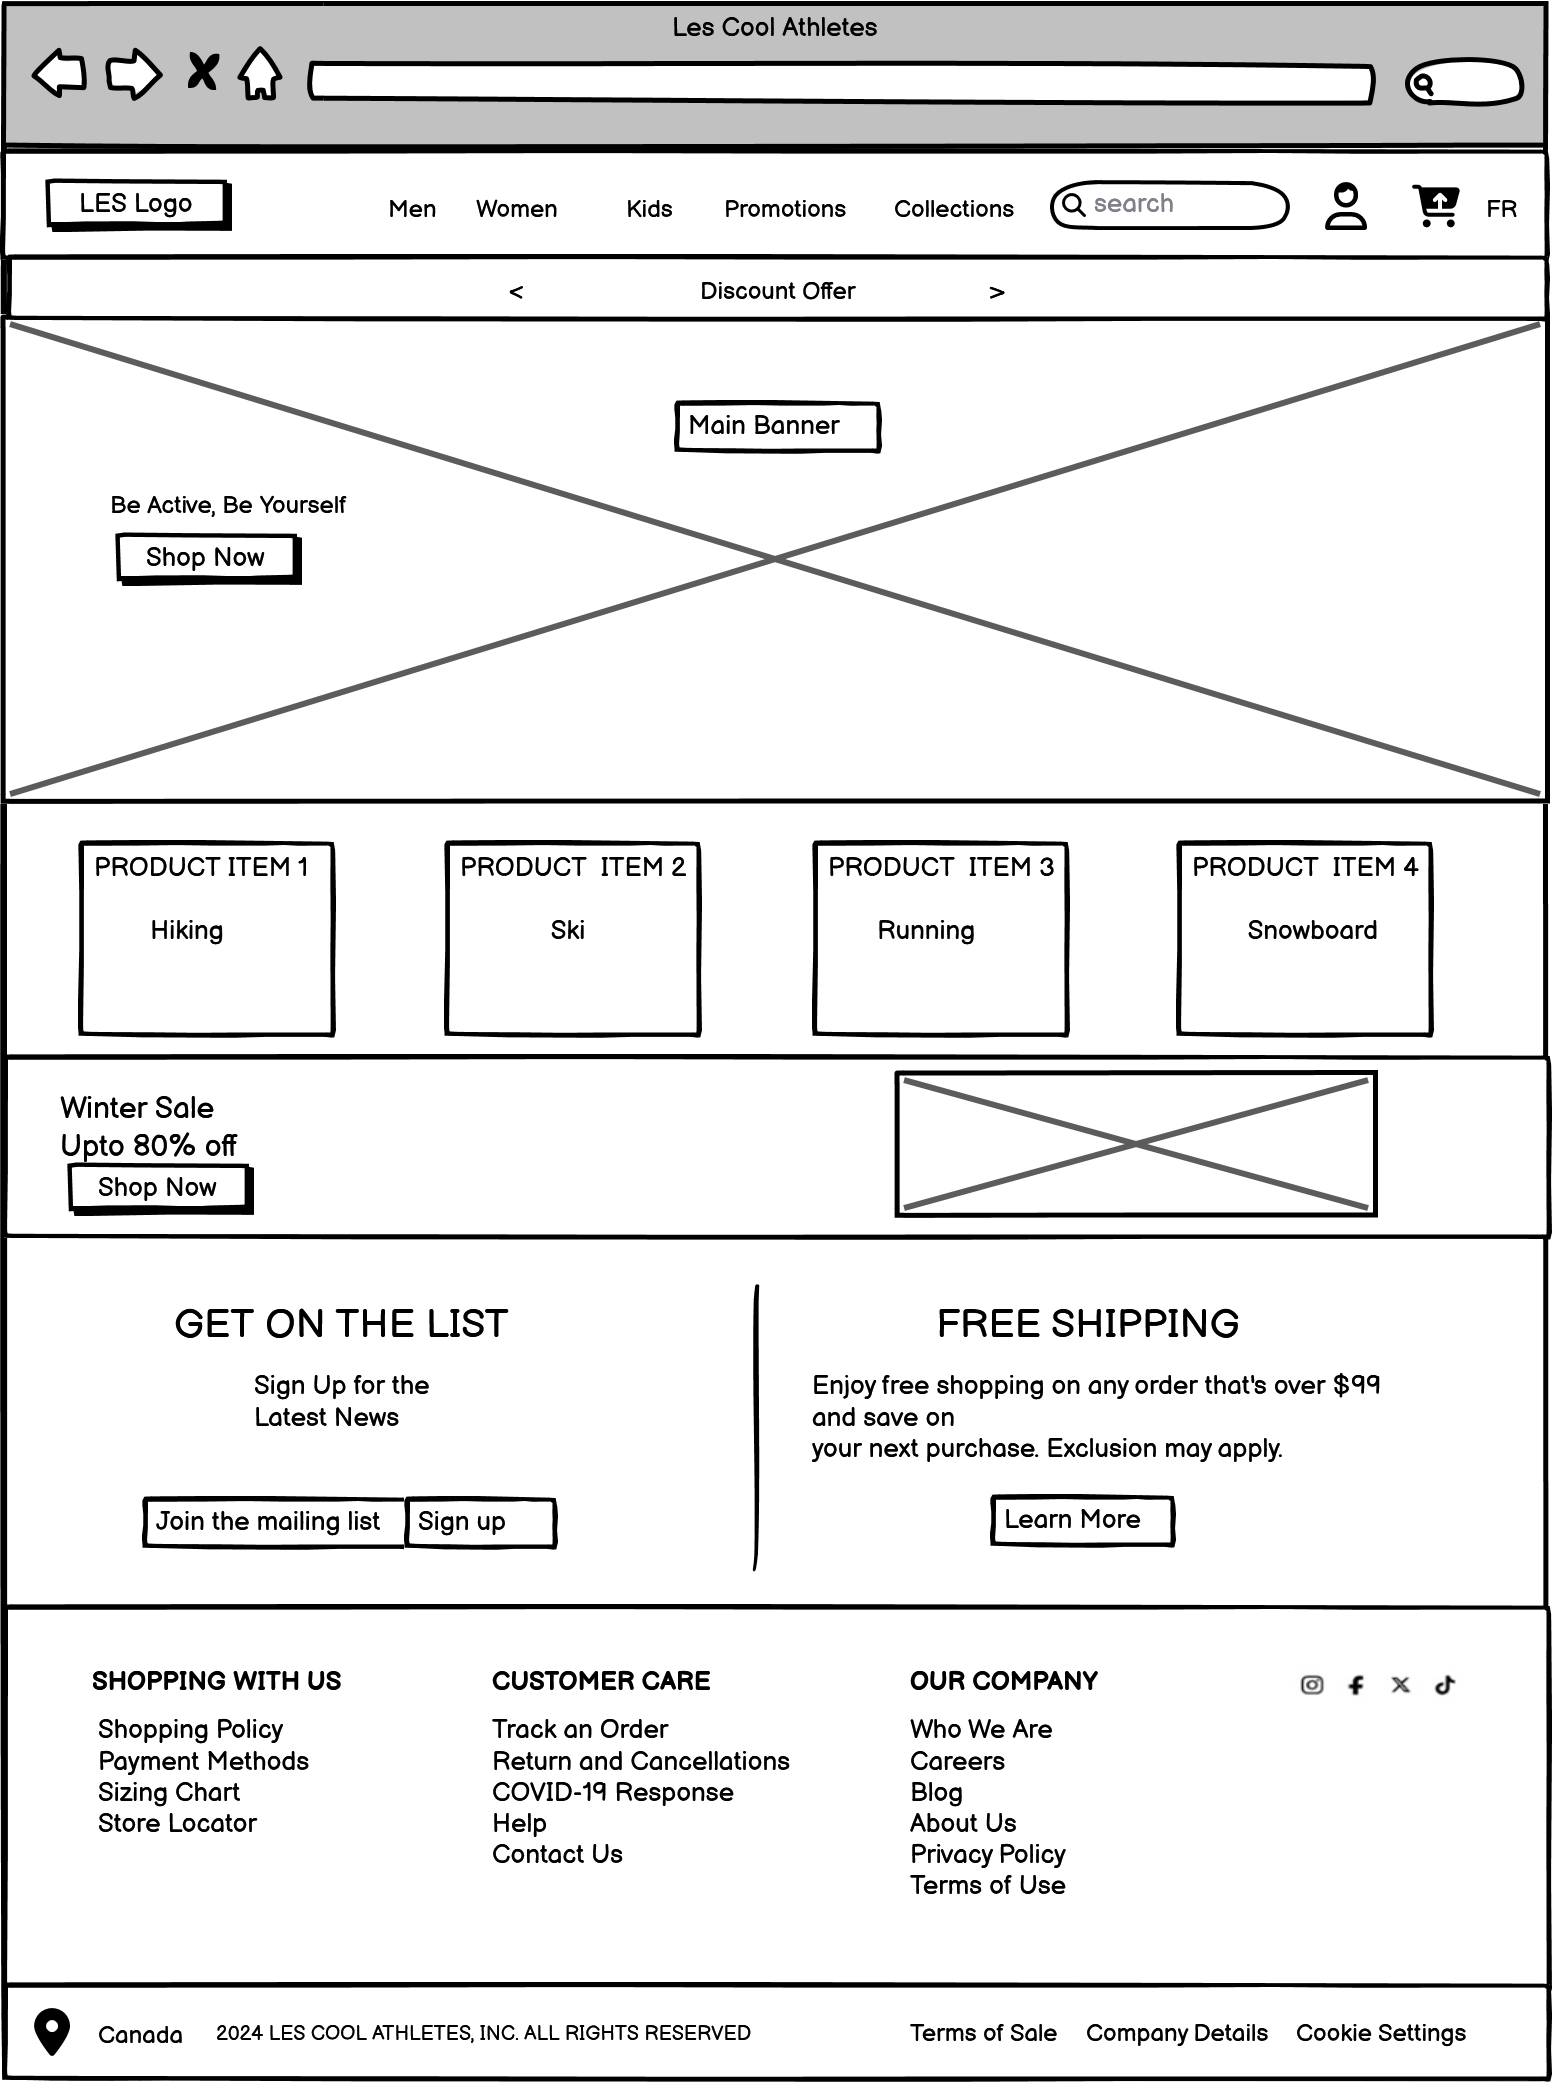 Les Cool Athletes
LES Logo
Men Women Kids Promotions Collections search FR
< Discount Offer >
Main Banner
Be Active, Be Yourself
Shop Now
PRODUCT ITEM 1 PRODUCT ITEM 2 PRODUCT ITEM 3 PRODUCT ITEM 4
Hiking Ski Running Snowboard
Winter Sale
Upto 80% off
Shop Now
GET ON THE LIST
Sign Up for the
Latest News
Join the mailing list Sign up
FREE SHIPPING
Enjoy free shopping on any order that's over $99
and save on
your next purchase. Exclusion may apply.
Learn More
SHOPPING WITH US
Shopping Policy
Payment Methods
Sizing Chart
Store Locator
CUSTOMER CARE
Track an Order
Return and Cancellations
COVID-19 Response
Help
Contact Us
OUR COMPANY
Who We Are
Careers
Blog
About Us
Privacy Policy
Terms of Use
Canada 2024 LES COOL ATHLETES, INC. ALL RIGHTS RESERVED Terms of Sale Company Details Cookie Settings